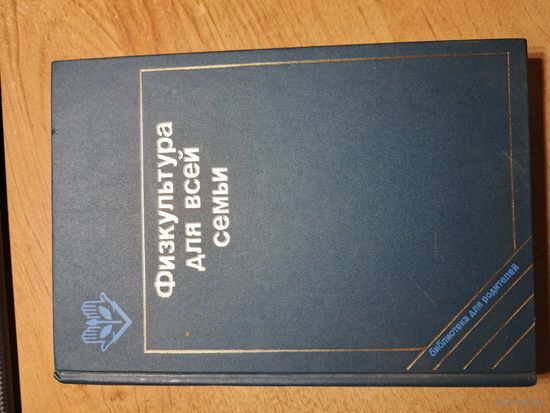 Физкультура
для всей
семьи
библиотека для родителей